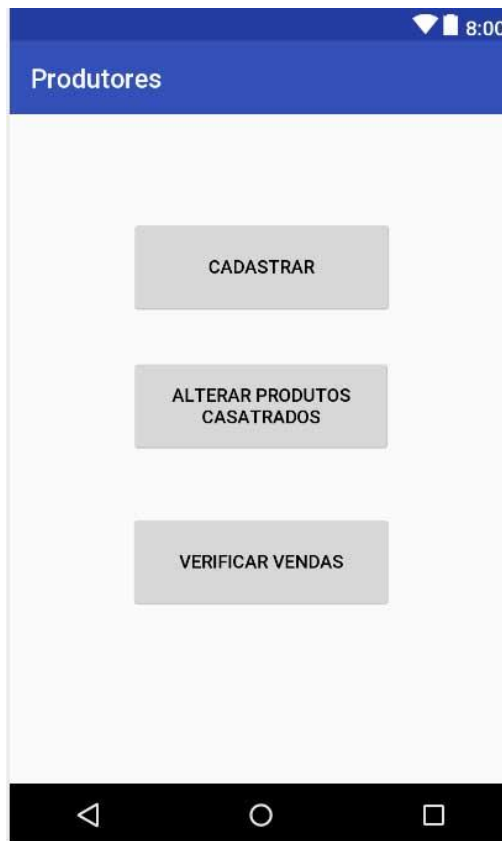 8:00
Produtores
CADASTRAR
ALTERAR PRODUTOS
CASATRADOS
VERIFICAR VENDAS